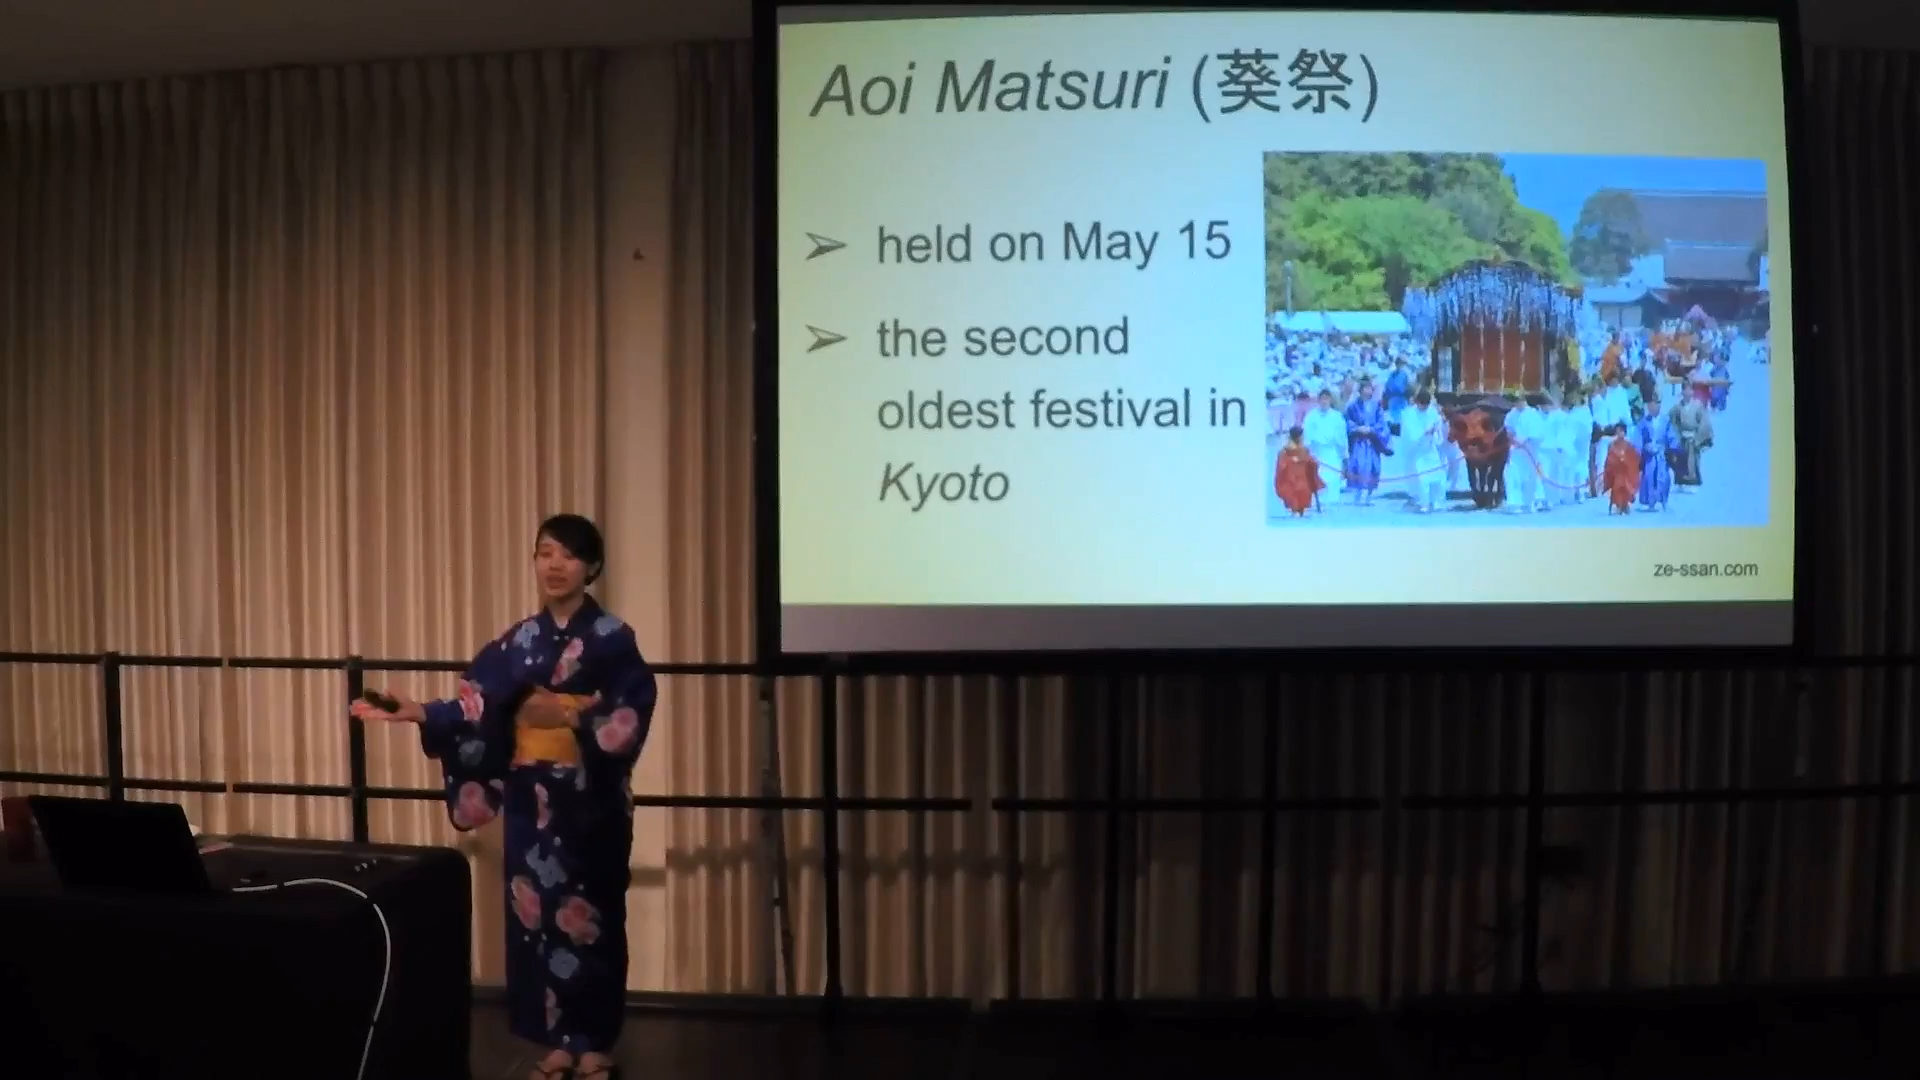 Aoi Matsuri (葵祭)
➢ held on May 15
➢ the second
oldest festival in
Kyoto
ze-ssan.com